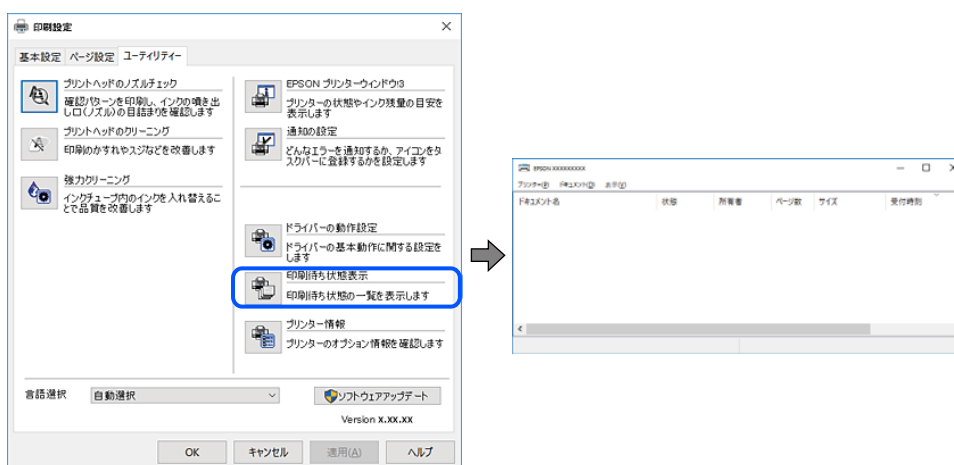 印刷設定
基本設定 ページ設定 ユーティリティー
プリントヘッドのノズルチェック
確認パターンを印刷し、インクの噴き出
し口（ノズル）の目詰まりを確認します
プリントヘッドのクリーニング
印刷のかすれやスジなどを改善します
強力クリーニング
インクチューブ内のインクを入れ替えるこ
とで品質を改善します
EPSON プリンターウィンドウ!3
プリンターの状態やインク残量の目安を
表示します
通知の設定
どんなエラーを通知するか、アイコンをタ
スクバーに登録するかを設定します
ドライバーの動作設定
ドライバーの基本動作に関する設定を
します
印刷待ち状態表示
印刷待ち状態の一覧を表示します
プリンター情報
プリンターのオプション情報を確認します
言語選択 自動選択
ソフトウェアアップデート
Version X.XX.XX
OK キャンセル 適用(A) ヘルプ
EPSON XXXXXXXXXX
プリンター(P) ドキュメント(D) 表示(V)
ドキュメント名 状態 所有者 ページ数 サイズ 受付時刻